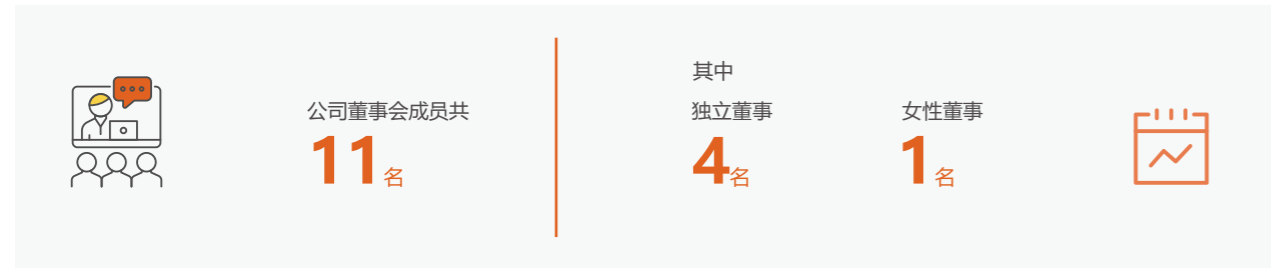 公司董事会成员共
11名
其中
独立董事
4名
女性董事
1名